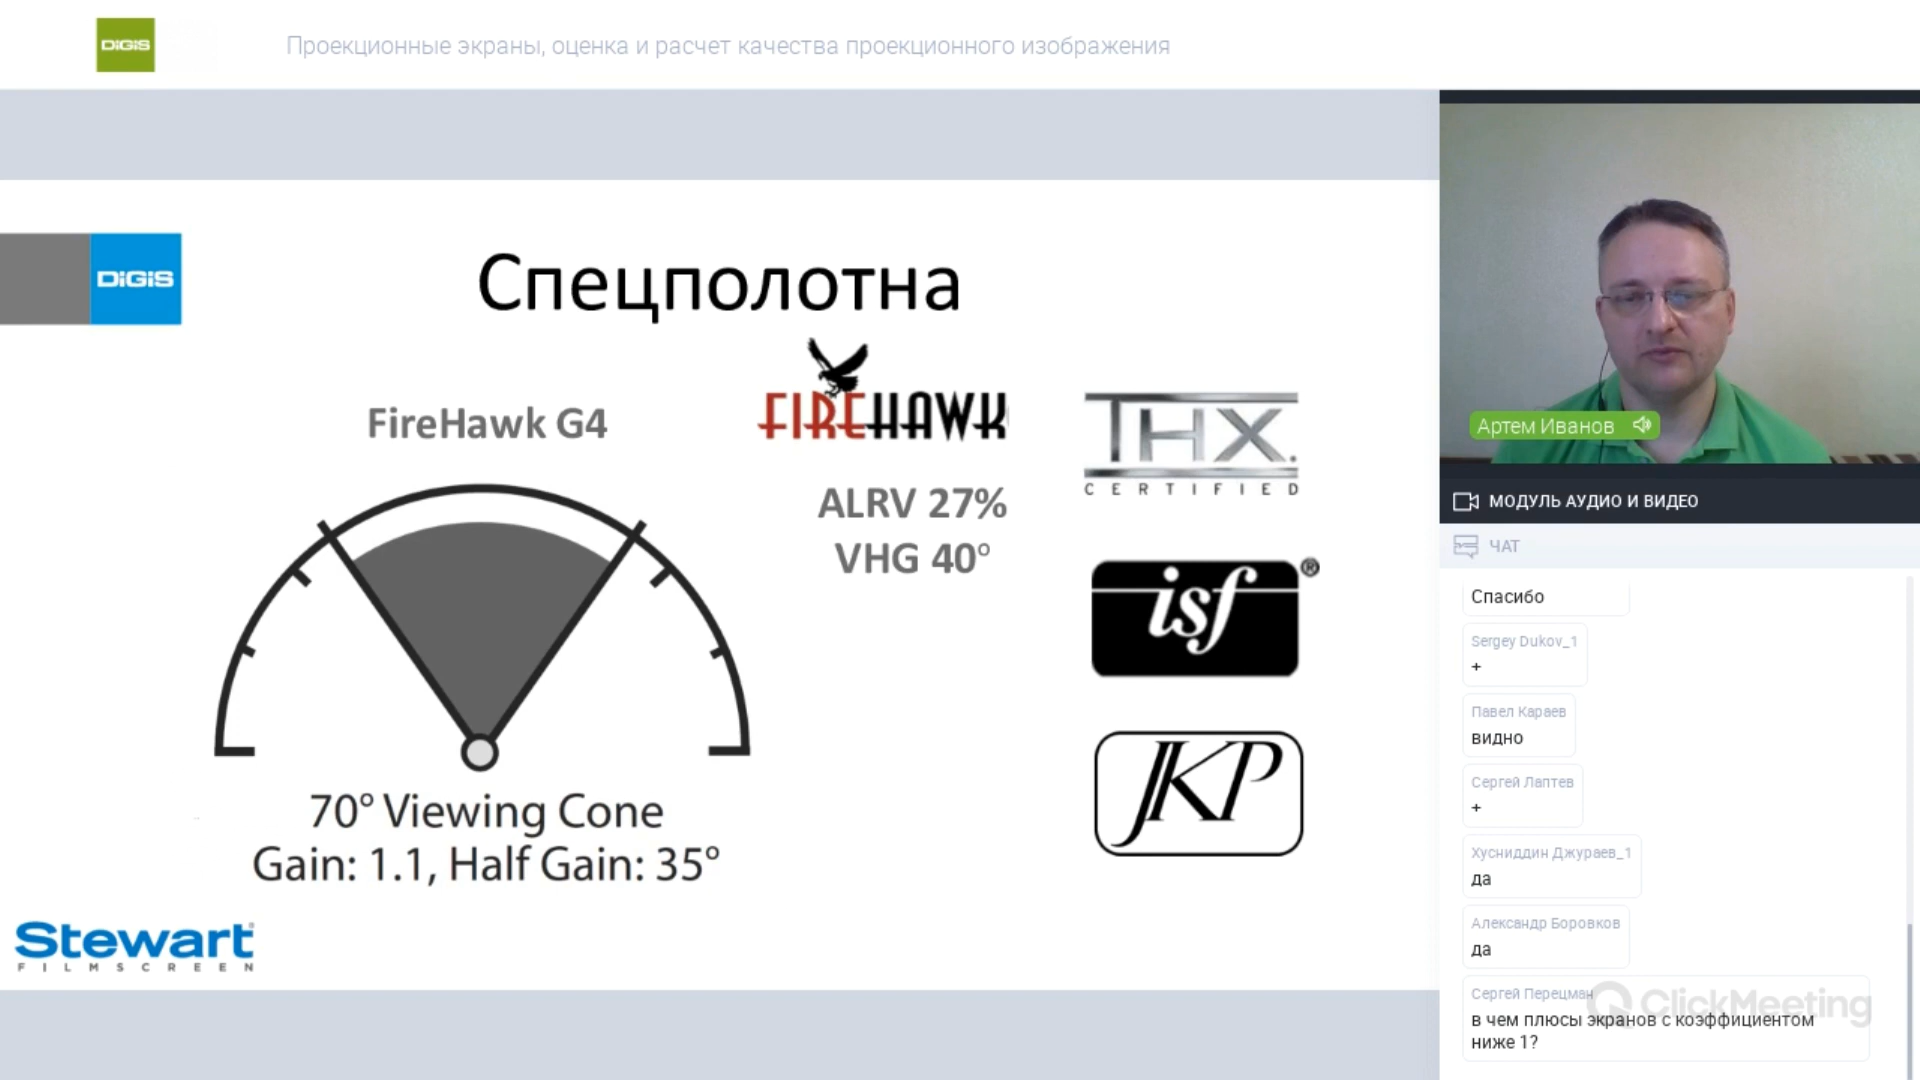 DiGiS
Проекционные экраны, оценка и расчет качества проекционного изображения
DiGiS
Спецполотна
FireHawk G4
FIREHAWK
ALRV 27%
VHG 40°
THX
CERTIFIED
isf®
JKP
70° Viewing Cone
Gain: 1.1, Half Gain: 35°
Stewart®
FILMSCREEN
Артем Иванов
МОДУЛЬ АУДИО И ВИДЕО
ЧАТ
Спасибо
Sergey Dukov_1
+
Павел Караев
видно
Сергей Лаптев
+
Хусниддин Джураев_1
да
Александр Боровков
да
Сергей Перецман
ClickMeeting
в чем плюсы экранов с коэффициентом
ниже 1?